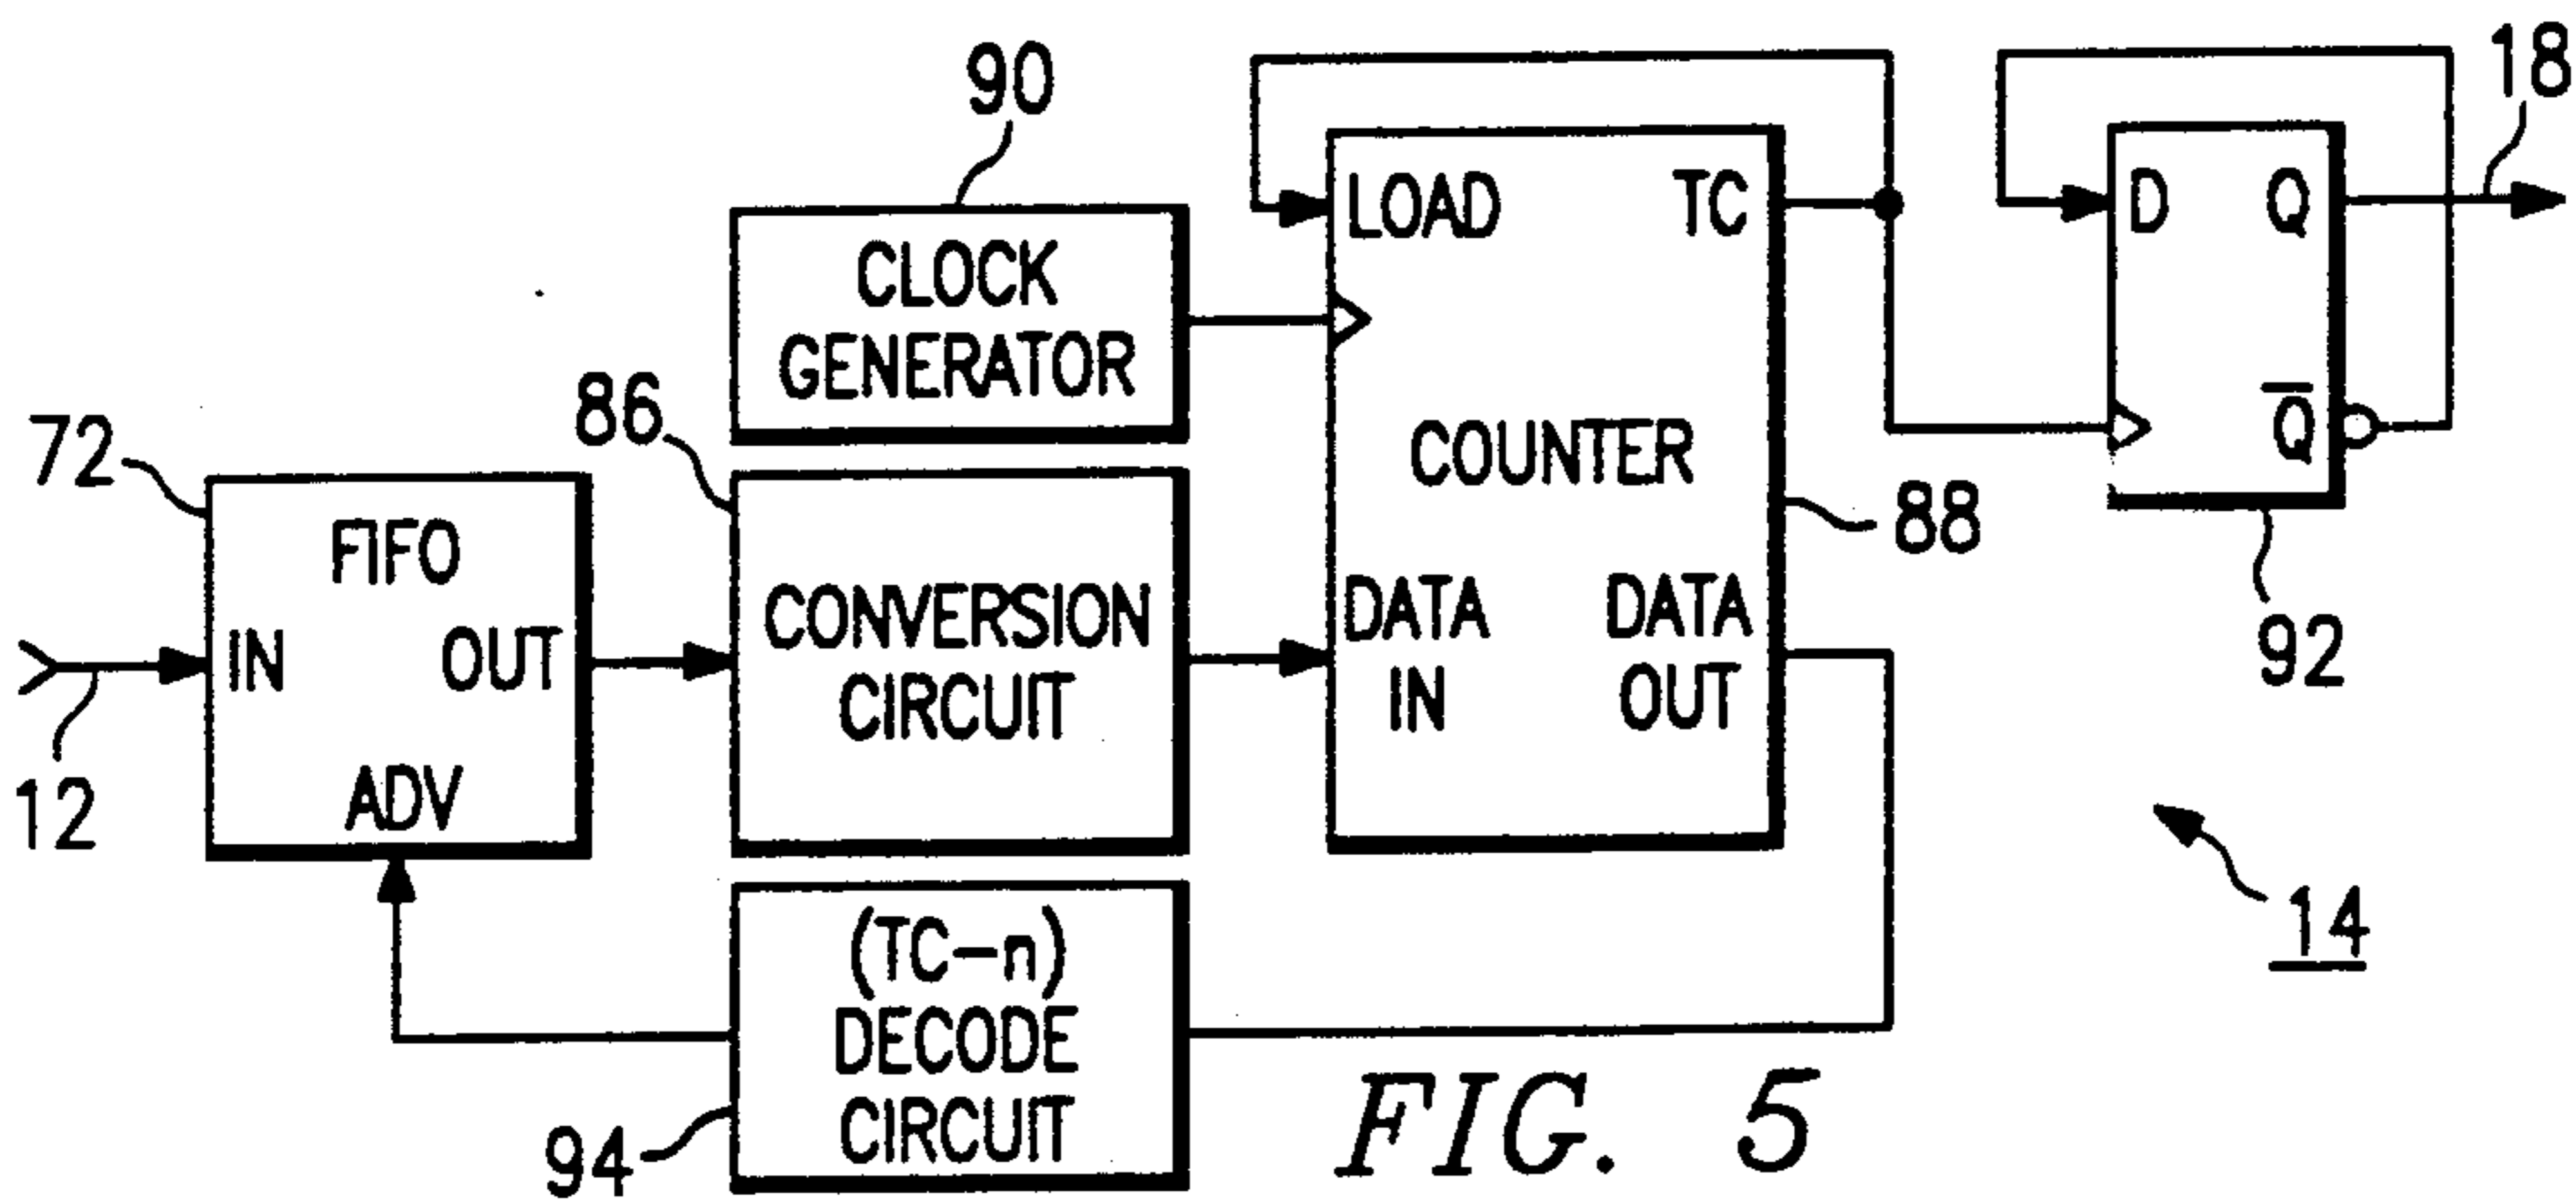 90
18
LOAD TC
D Q
CLOCK
GENERATOR
86
72
COUNTER
Q̅
FIFO
88
IN OUT
CONVERSION
CIRCUIT
DATA
IN
DATA
OUT
92
ADV
12
14
(TC-n)
DECODE
CIRCUIT
94
FIG. 5